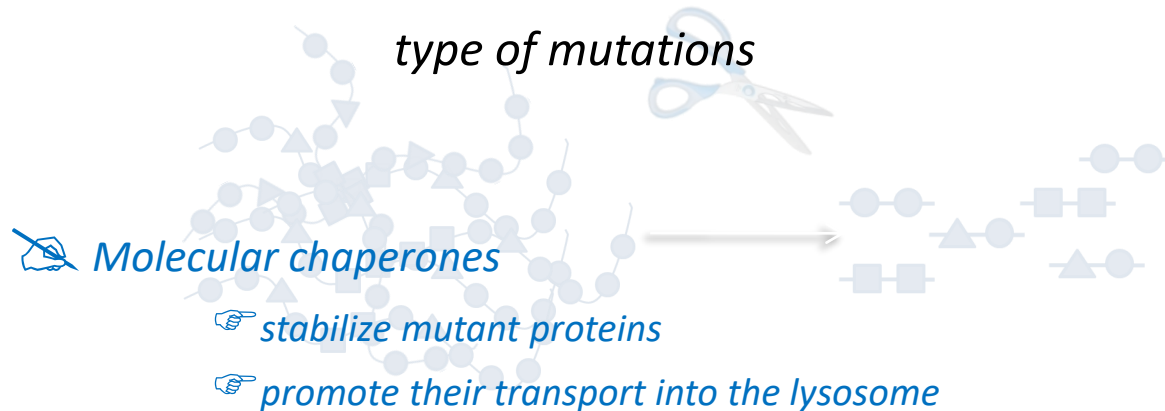 type of mutations
Molecular chaperones
stabilize mutant proteins
promote their transport into the lysosome